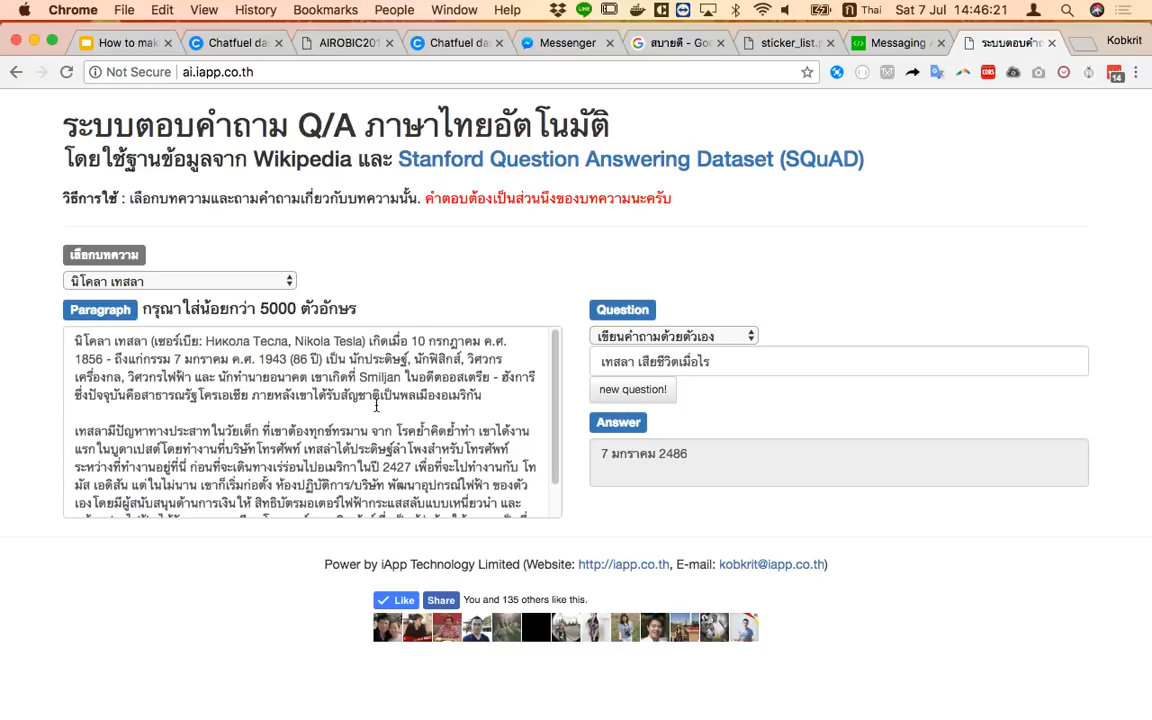 Chrome File Edit View History Bookmarks People Window Help Thai Sat 7 Jul 14:46:21
How to mak Chatfuel da AIROBIC201 Chatfuel da Messenger สบายดี - Goo sticker_list.p Messaging A ระบบตอบคำถ Kobkrit
Not Secure ai.iapp.co.th CORS 14
ระบบตอบคำถาม Q/A ภาษาไทยอัตโนมัติ
โดยใช้ฐานข้อมูลจาก Wikipedia และ Stanford Question Answering Dataset (SQuAD)
วิธีการใช้ : เลือกบทความและถามคำถามเกี่ยวกับบทความนั้น. คำตอบต้องเป็นส่วนนึงของบทความนะครับ
เลือกบทความ
นิโคลา เทสลา
Paragraph กรุณาใส่น้อยกว่า 5000 ตัวอักษร
นิโคลา เทสลา (เซอร์เบีย: Никола Тесла, Nikola Tesla) เกิดเมื่อ 10 กรกฎาคม ค.ศ.
1856 - ถึงแก่กรรม 7 มกราคม ค.ศ. 1943 (86 ปี) เป็น นักประดิษฐ์, นักฟิสิกส์, วิศวกร
เครื่องกล, วิศวกรไฟฟ้า และ นักทำนายอนาคต เขาเกิดที่ Smiljan ในอดีตออสเตรีย - ฮังการี
ซึ่งปัจจุบันคือสาธารณรัฐโครเอเชีย ภายหลังเขาได้รับสัญชาติเป็นพลเมืองอเมริกัน
เทสลามีปัญหาทางประสาทในวัยเด็ก ที่เขาต้องทุกข์ทรมาน จาก โรคย้ำคิดย้ำทำ เขาได้งาน
แรกในบูดาเปสต์โดยทำงานที่บริษัทโทรศัพท์ เทสล่าได้ประดิษฐ์ลำโพงสำหรับโทรศัพท์
ระหว่างที่ทำงานอยู่ที่นี่ ก่อนที่จะเดินทางเร่ร่อนไปอเมริกาในปี 2427 เพื่อที่จะไปทำงานกับ โท
มัส เอดิสัน แต่ในไม่นาน เขาก็เริ่มก่อตั้ง ห้องปฏิบัติการ/บริษัท พัฒนาอุปกรณ์ไฟฟ้า ของตัว
เองโดยมีผู้สนับสนุนด้านการเงินให้ สิทธิบัตรมอเตอร์ไฟฟ้ากระแสสลับแบบเหนี่ยวนำ และ
Question
เขียนคำถามด้วยตัวเอง
เทสลา เสียชีวิตเมื่อไร
new question!
Answer
7 มกราคม 2486
Power by iApp Technology Limited (Website: http://iapp.co.th, E-mail: kobkrit@iapp.co.th)
Like Share You and 135 others like this.